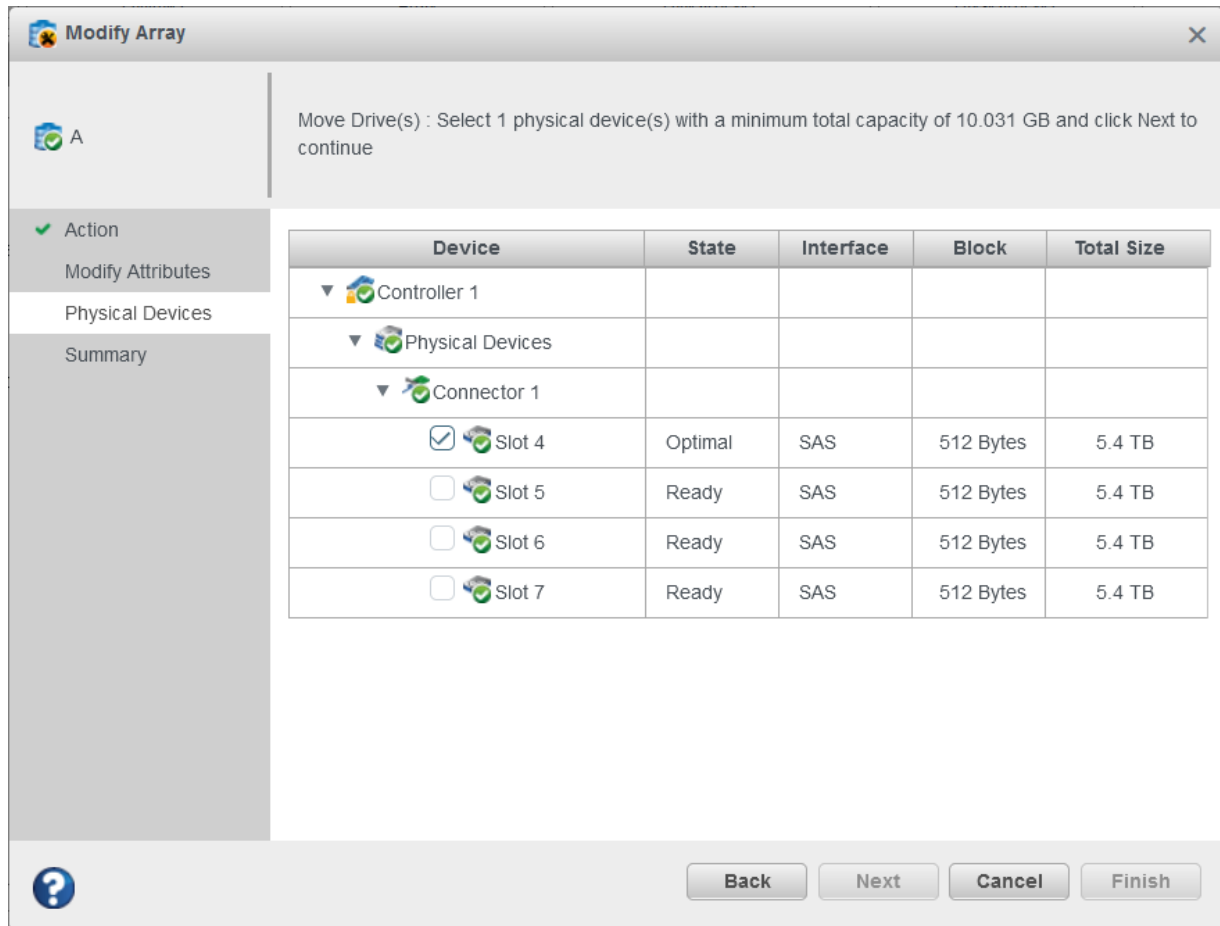 Modify Array
A
Move Drive(s) : Select 1 physical device(s) with a minimum total capacity of 10.031 GB and click Next to
continue
Action
Modify Attributes
Physical Devices
Summary
Device State Interface Block Total Size
Controller 1
Physical Devices
Connector 1
Slot 4 Optimal SAS 512 Bytes 5.4 TB
Slot 5 Ready SAS 512 Bytes 5.4 TB
Slot 6 Ready SAS 512 Bytes 5.4 TB
Slot 7 Ready SAS 512 Bytes 5.4 TB
? Back Next Cancel Finish